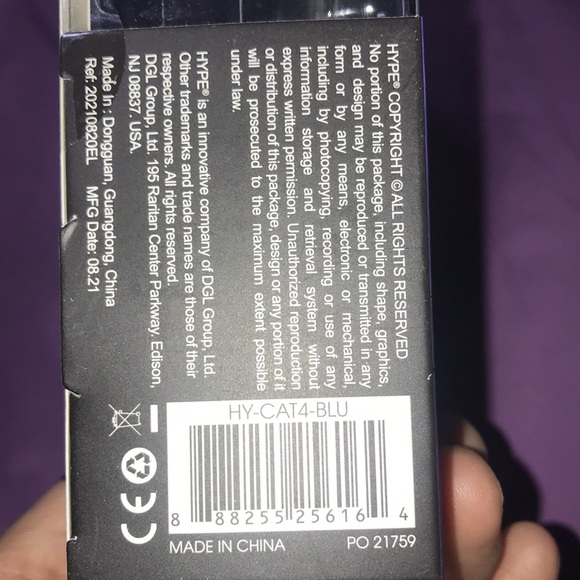 HYPE® COPYRIGHT © ALL RIGHTS RESERVED
No portion of this package, including shape, graphics,
and design may be reproduced or transmitted in any
form or by any means, electronic or mechanical,
including by photocopying, recording or use of any
information storage and retrieval system without
express written permission. Unauthorized reproduction
or distribution of this package, design or any portion of it
will be prosecuted to the maximum extent possible
under law.
HYPE® is an innovative company of DGL Group, Ltd.
Other trademarks and trade names are those of their
respective owners. All rights reserved.
DGL Group, Ltd. 195 Raritan Center Parkway. Edison,
NJ 08837. USA.
Made In : Dongguan, Guangdong, China
Ref: 20210820EL MFG Date: 08.21
HY-CAT4-BLU
8 88255 25616 4
MADE IN CHINA PO 21759
CE